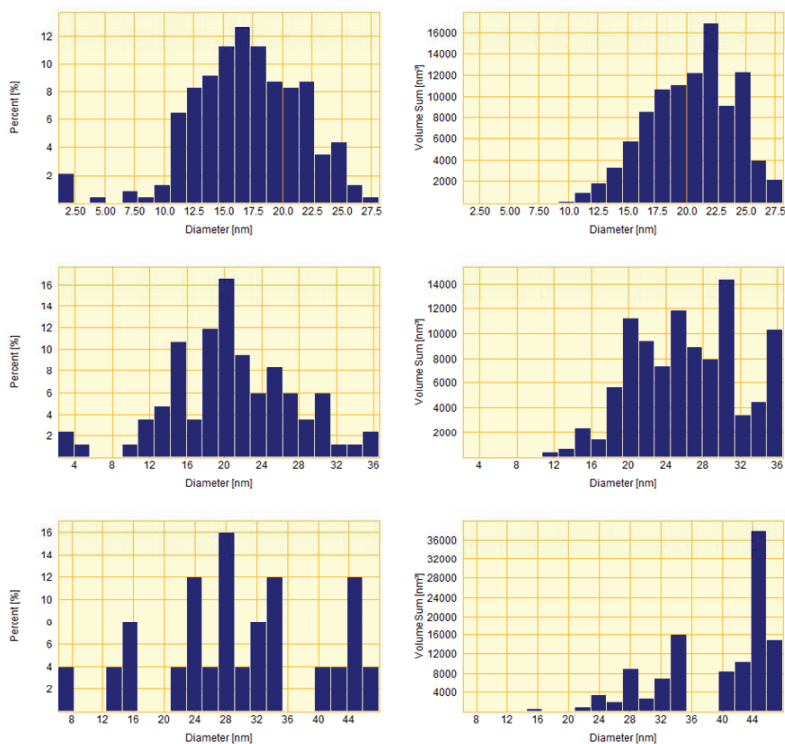 12
10
8
6
4
2
Percent [%]
2.50 5.00 7.50 10.0 12.5 15.0 17.5 20.0 22.5 25.0 27.5
Diameter [nm]
16000
14000
12000
10000
8000
6000
4000
2000
Volume Sum [nm³]
2.50 5.00 7.50 10.0 12.5 15.0 17.5 20.0 22.5 25.0 27.5
Diameter [nm]
16
14
12
10
8
6
4
2
Percent [%]
4 8 12 16 20 24 28 32 36
Diameter [nm]
14000
12000
10000
8000
6000
4000
2000
Volume Sum [nm³]
4 8 12 16 20 24 28 32 36
Diameter [nm]
16
14
12
10
0
6
4
2
Percent [%]
8 12 16 20 24 28 32 36 40 44
Diameter [nm]
36000
32000
28000
24000
20000
16000
12000
8000
4000
Volume Sum [nm³]
8 12 16 20 24 28 32 36 40 44
Diameter [nm]